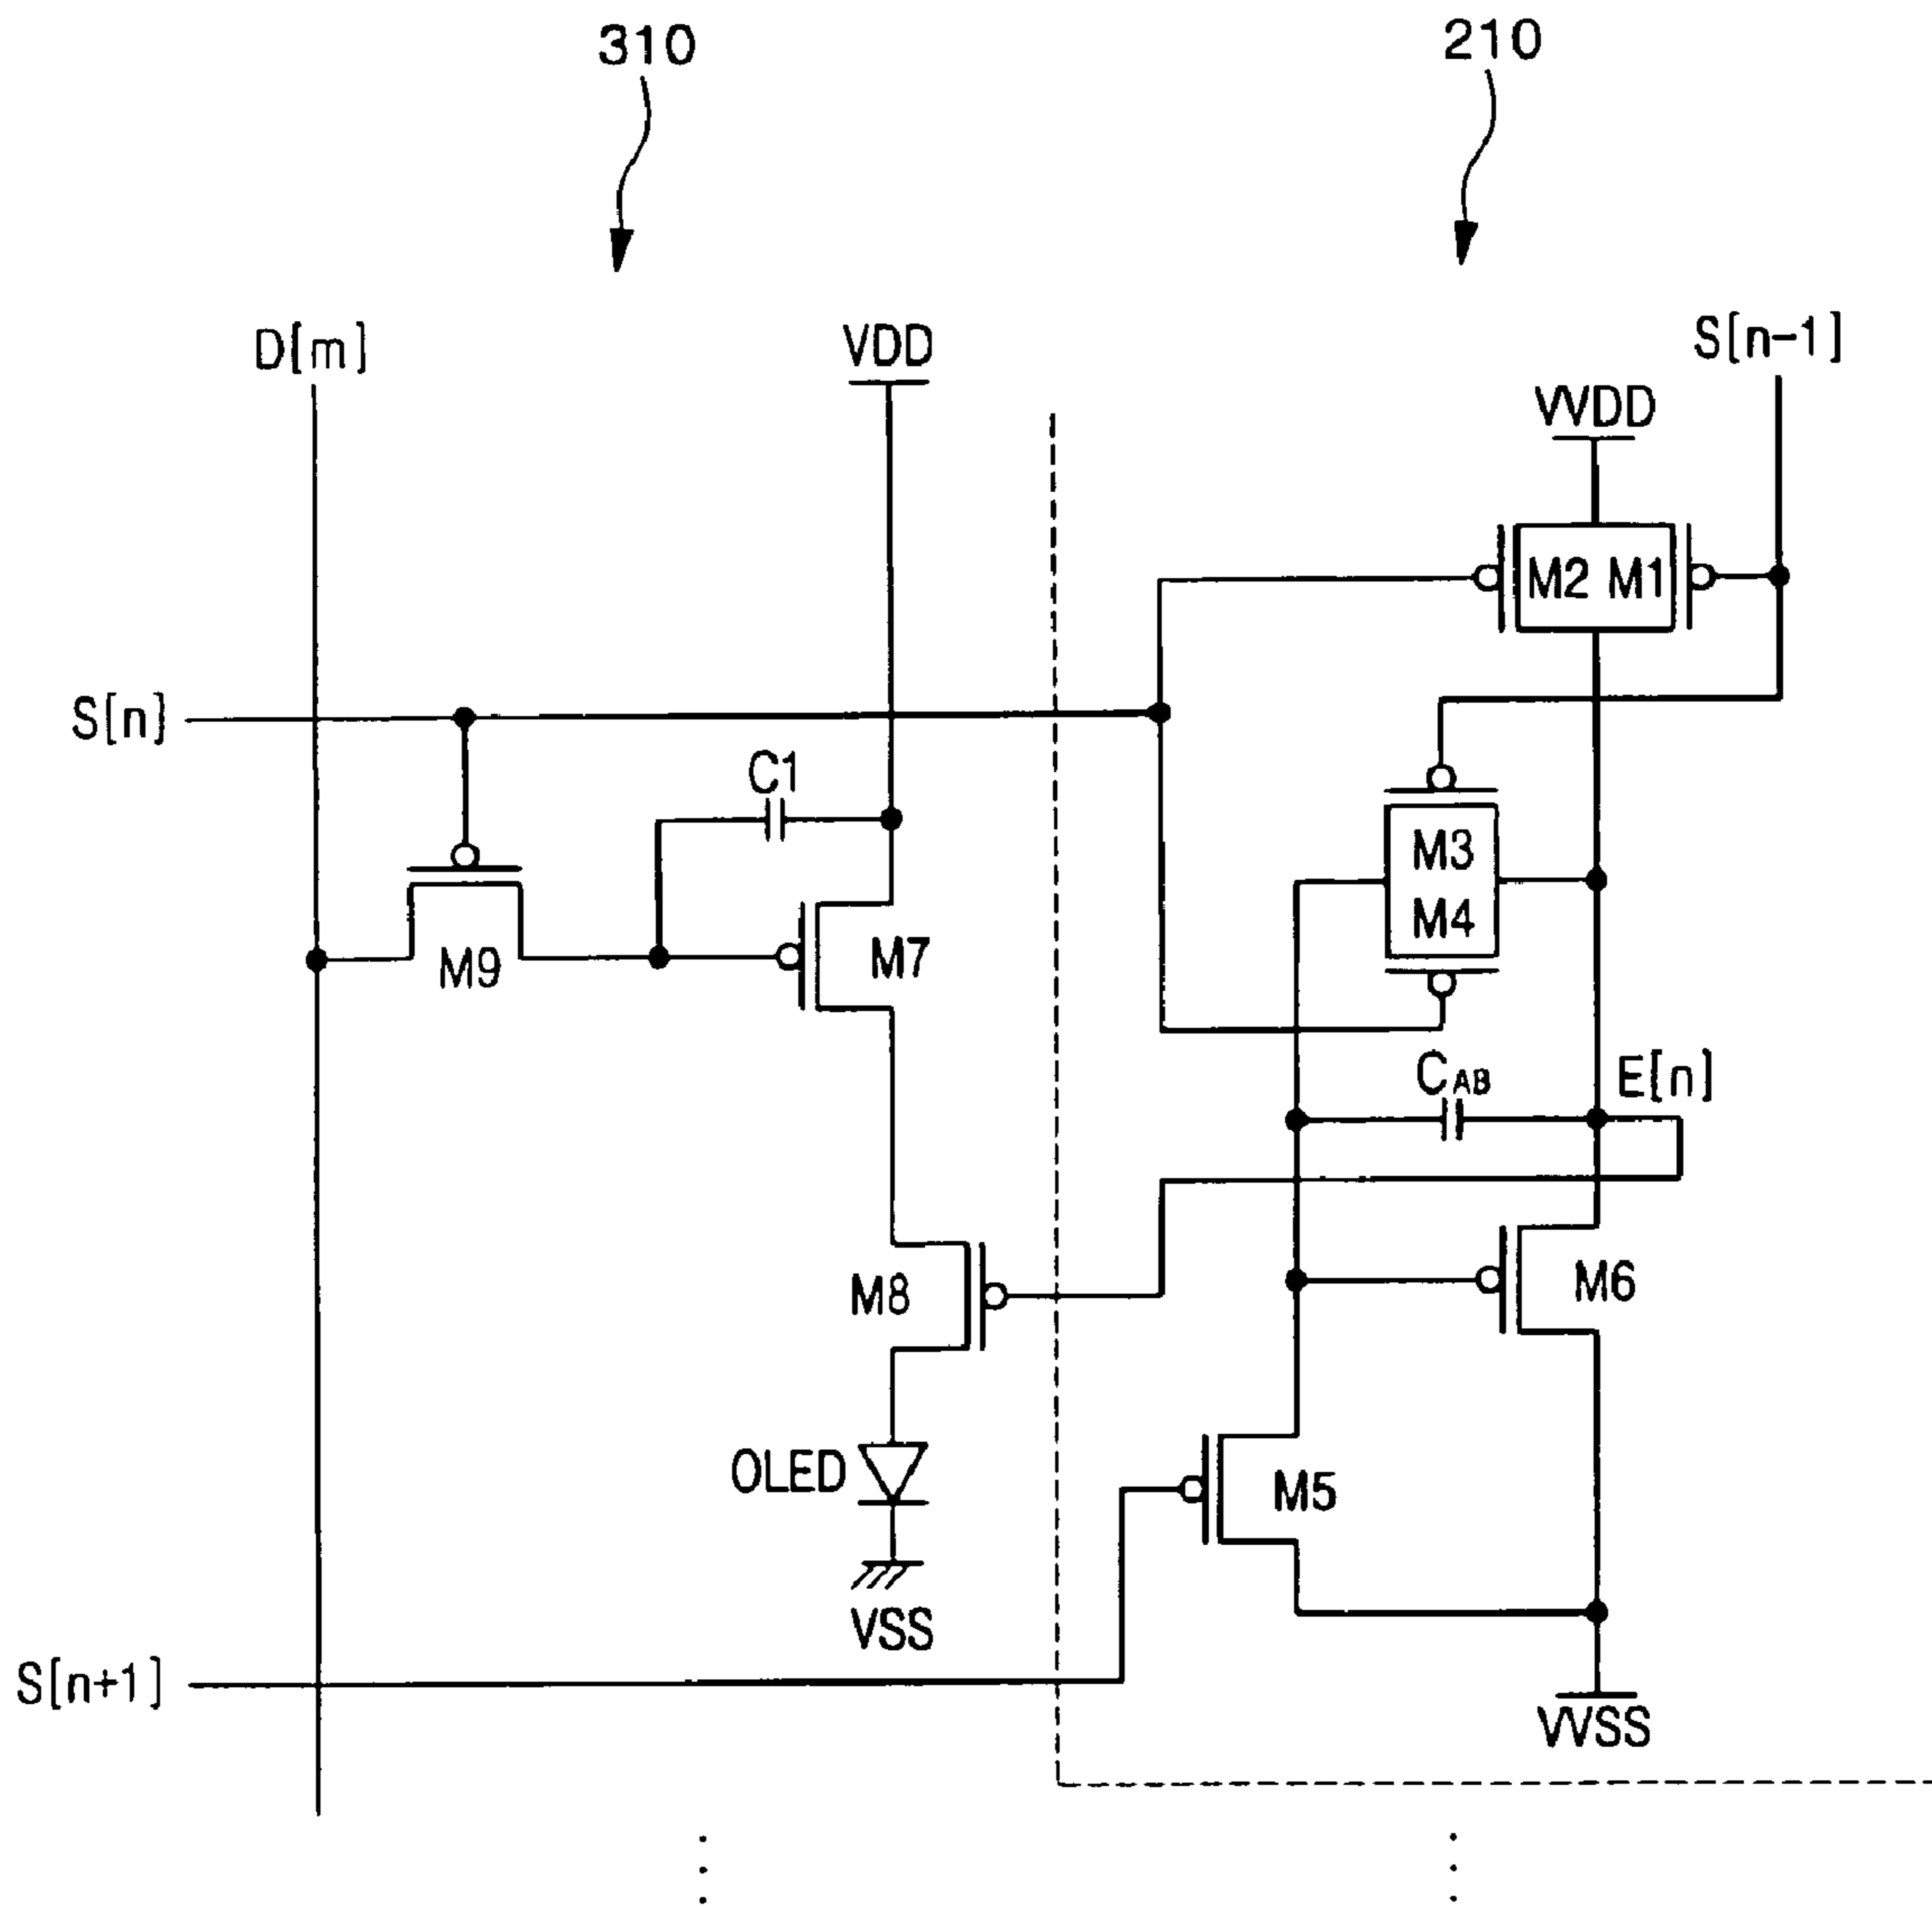 310
210
D[m]
VDD
S[n-1]
VVDD
M2 M1
S[n]
C1
M3
M4
M9
M7
CAB
E[n]
M8
M6
OLED
M5
VSS
S[n+1]
VVSS